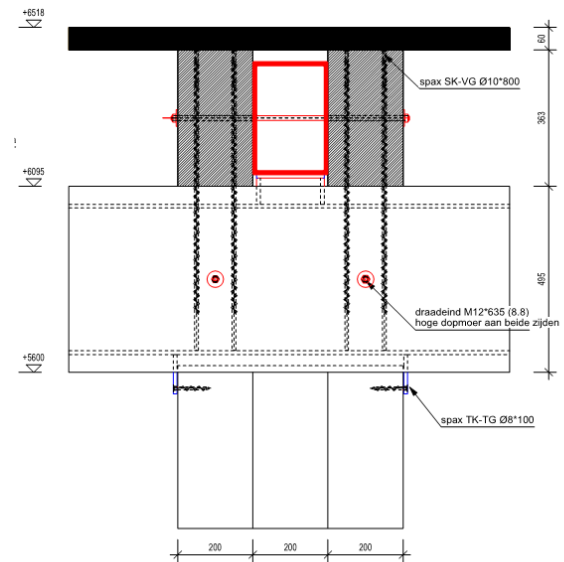 +6518
60
spax SK-VG Ø10*800
363
+6095
495
draadeind M12*635 (8.8)
hoge dopmoer aan beide zijden
+5600
spax TK-TG Ø8*100
200 200 200